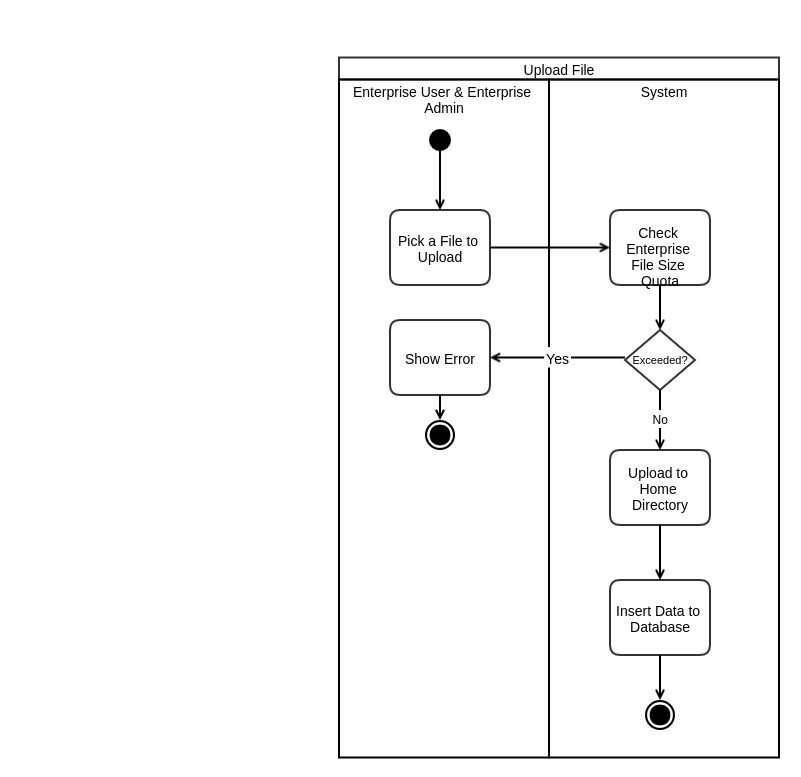 Upload File
Enterprise User & Enterprise
Admin
System
Pick a File to
Upload
Check
Enterprise
File Size
Quota
Show Error
Yes
Exceeded?
No
Upload to
Home
Directory
Insert Data to
Database